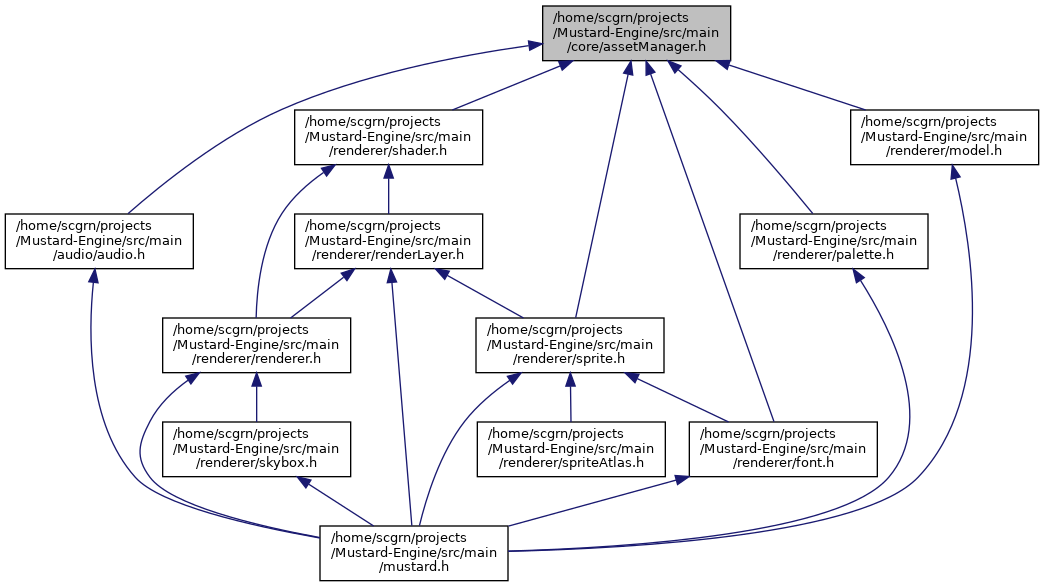 /home/scgrn/projects
/Mustard-Engine/src/main
/core/assetManager.h
/home/scgrn/projects
/Mustard-Engine/src/main
/renderer/shader.h
/home/scgrn/projects
/Mustard-Engine/src/main
/renderer/model.h
/home/scgrn/projects
/Mustard-Engine/src/main
/audio/audio.h
/home/scgrn/projects
/Mustard-Engine/src/main
/renderer/renderLayer.h
/home/scgrn/projects
/Mustard-Engine/src/main
/renderer/palette.h
/home/scgrn/projects
/Mustard-Engine/src/main
/renderer/renderer.h
/home/scgrn/projects
/Mustard-Engine/src/main
/renderer/sprite.h
/home/scgrn/projects
/Mustard-Engine/src/main
/renderer/skybox.h
/home/scgrn/projects
/Mustard-Engine/src/main
/renderer/spriteAtlas.h
/home/scgrn/projects
/Mustard-Engine/src/main
/renderer/font.h
/home/scgrn/projects
/Mustard-Engine/src/main
/mustard.h